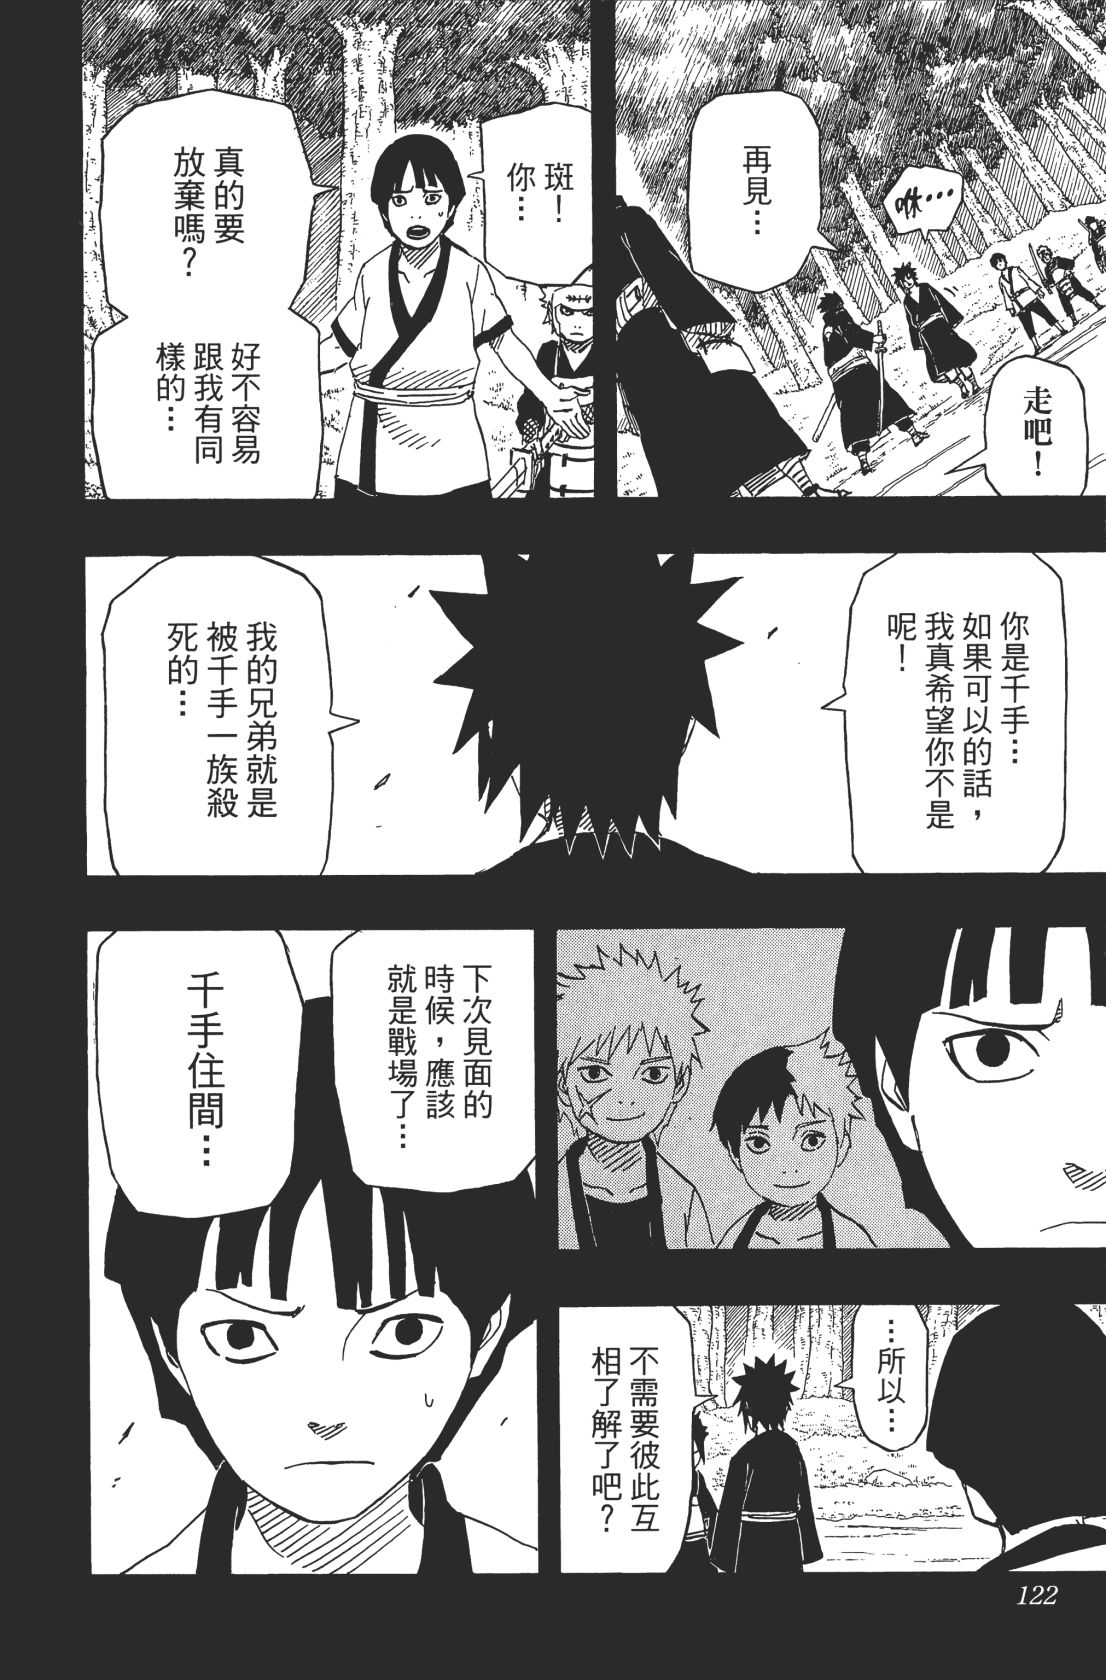 走吧！
咻…
再見…
斑！
你…
真的要
放棄嗎？
好不容易
跟我有同
樣的…
你是千手…
如果可以的話，
我真希望你不是
呢！
我的兄弟就是
被千手一族殺
死的…
…所以…
不需要彼此互
相了解了吧？
下次見面的
時候，應該
就是戰場了…
千手住間…
122